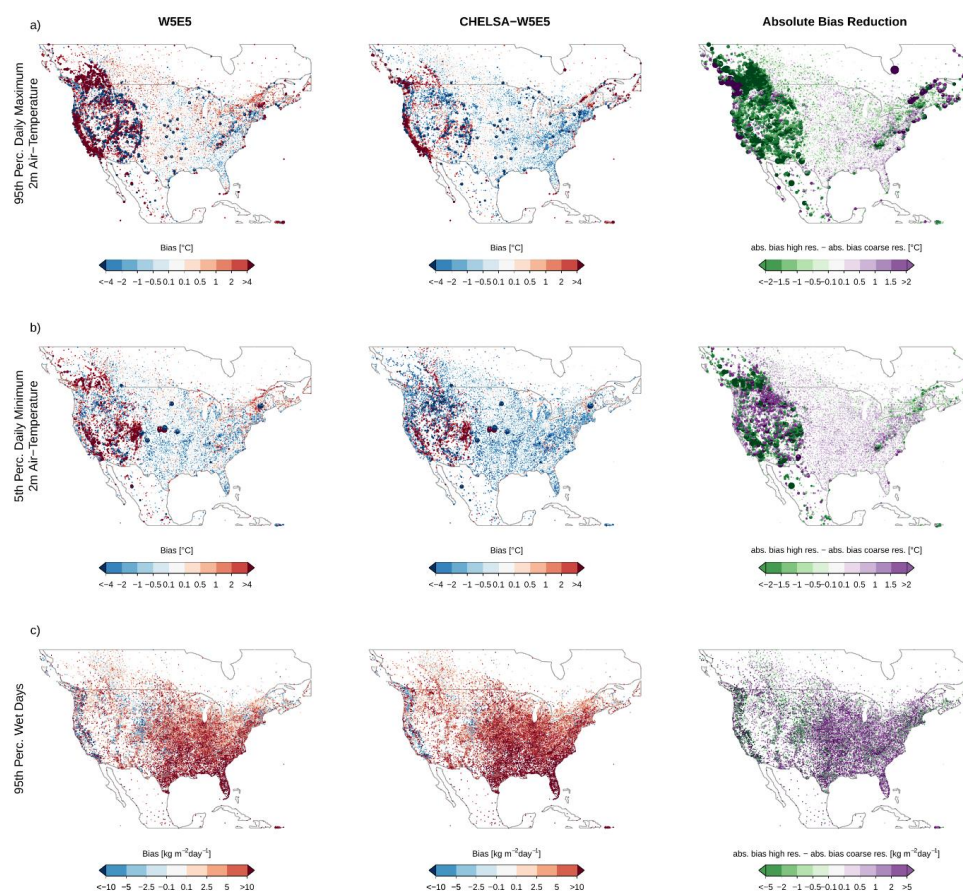 W5E5
CHELSA−W5E5
Absolute Bias Reduction
a)
95th Perc. Daily Maximum
2m Air−Temperature
Bias [°C]
<−4 −2 −1 −0.5 −0.1 0.1 0.5 1 2 >4
Bias [°C]
<−4 −2 −1 −0.5 −0.1 0.1 0.5 1 2 >4
abs. bias high res. − abs. bias coarse res. [°C]
<−2 −1.5 −1 −0.5 −0.1 0.1 0.5 1 1.5 >2
b)
5th Perc. Daily Minimum
2m Air−Temperature
Bias [°C]
<−4 −2 −1 −0.5 −0.1 0.1 0.5 1 2 >4
Bias [°C]
<−4 −2 −1 −0.5 −0.1 0.1 0.5 1 2 >4
abs. bias high res. − abs. bias coarse res. [°C]
<−2 −1.5 −1 −0.5 −0.1 0.1 0.5 1 1.5 >2
c)
95th Perc. Wet Days
Bias [kg m⁻²day⁻¹]
<−10 −5 −2.5 −0.1 0.1 2.5 5 >10
Bias [kg m⁻²day⁻¹]
<−10 −5 −2.5 −0.1 0.1 2.5 5 >10
abs. bias high res. − abs. bias coarse res. [kg m⁻²day⁻¹]
<−5 −2 −1 −0.1 0.1 1 2 >5